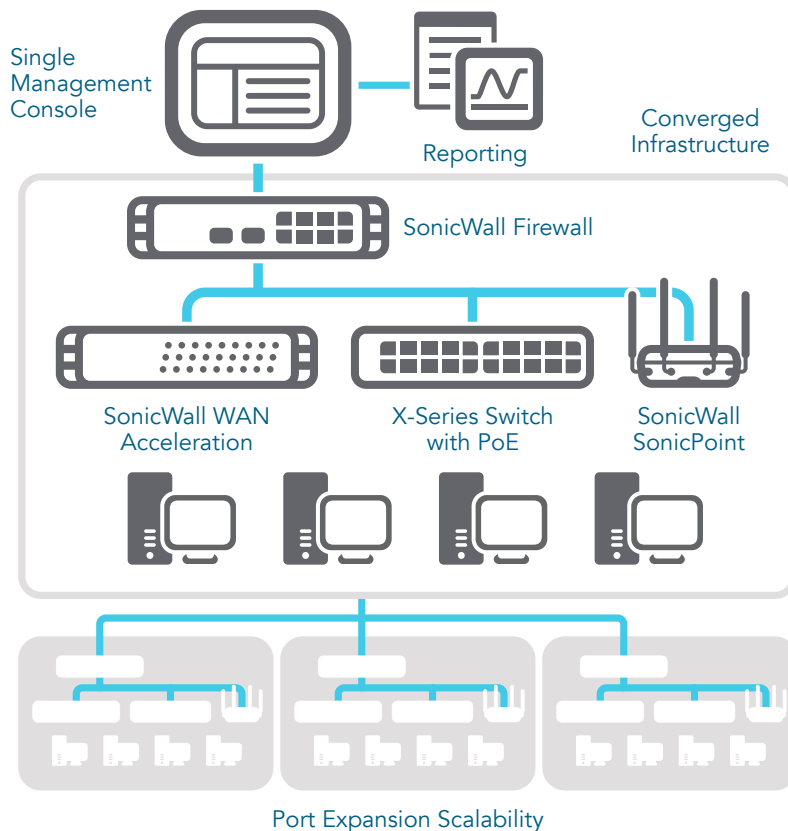 Single
Management
Console
Reporting
Converged
Infrastructure
SonicWall Firewall
SonicWall WAN
Acceleration
X-Series Switch
with PoE
SonicWall
SonicPoint
Port Expansion Scalability